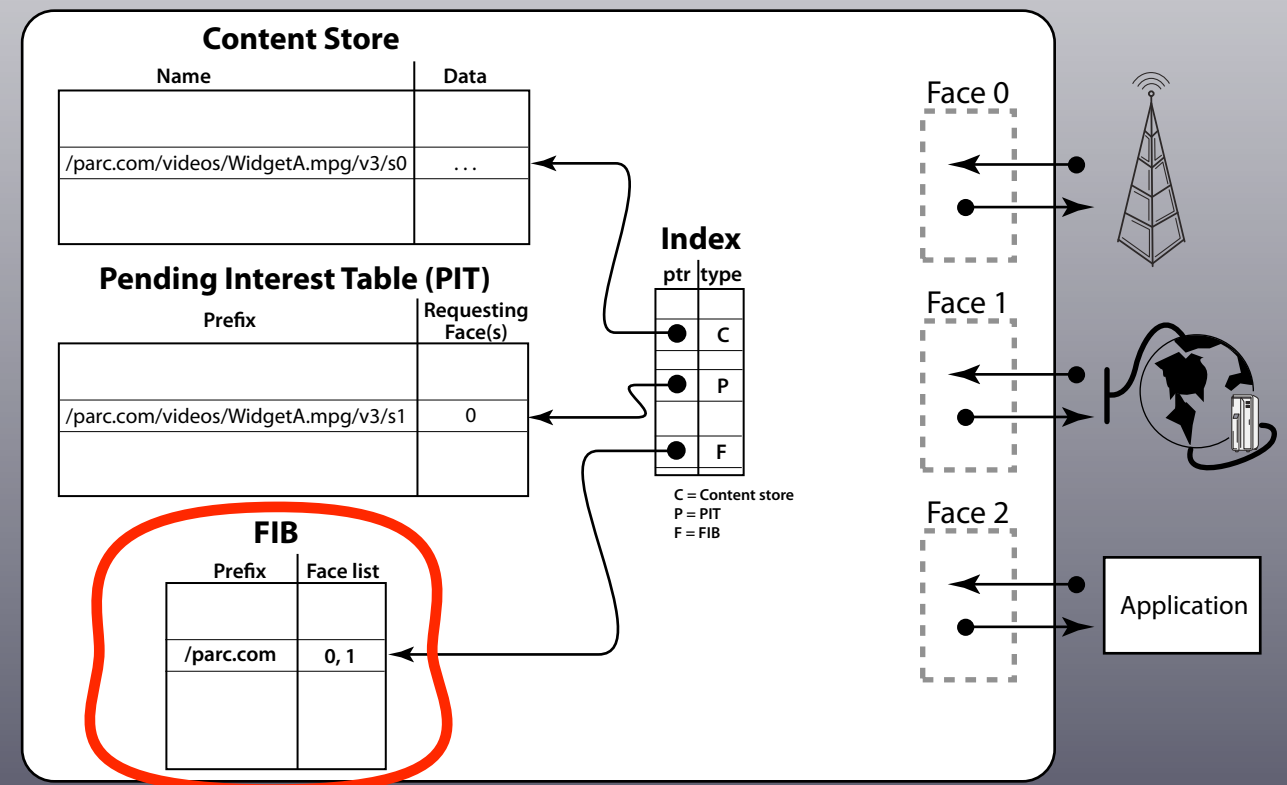 Content Store
Name Data
/parc.com/videos/WidgetA.mpg/v3/s0 . . .
Pending Interest Table (PIT)
Prefix Requesting
Face(s)
/parc.com/videos/WidgetA.mpg/v3/s1 0
FIB
Prefix Face list
/parc.com 0, 1
Index
ptr type
C
P
F
C = Content store
P = PIT
F = FIB
Face 0
Face 1
Face 2
Application